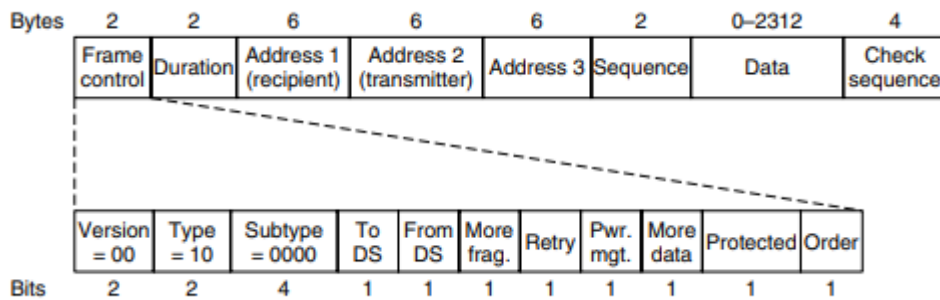 Bytes 2 2 6 6 6 2 0–2312 4
Frame control Duration Address 1 (recipient) Address 2 (transmitter) Address 3 Sequence Data Check sequence
Version = 00 Type = 10 Subtype = 0000 To DS From DS More frag. Retry Pwr. mgt. More data Protected Order
Bits 2 2 4 1 1 1 1 1 1 1 1